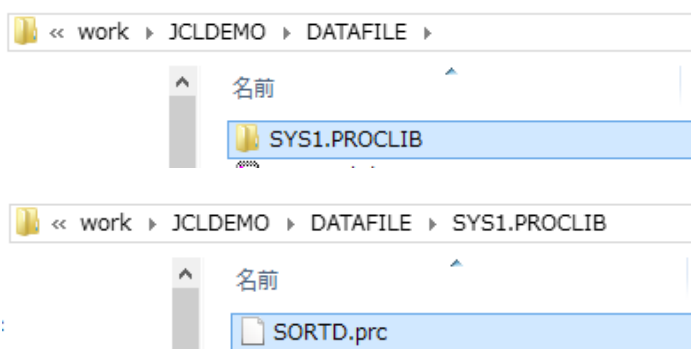 « work ▸ JCLDEMO ▸ DATAFILE ▸
名前
SYS1.PROCLIB
« work ▸ JCLDEMO ▸ DATAFILE ▸ SYS1.PROCLIB
名前
:
SORTD.prc